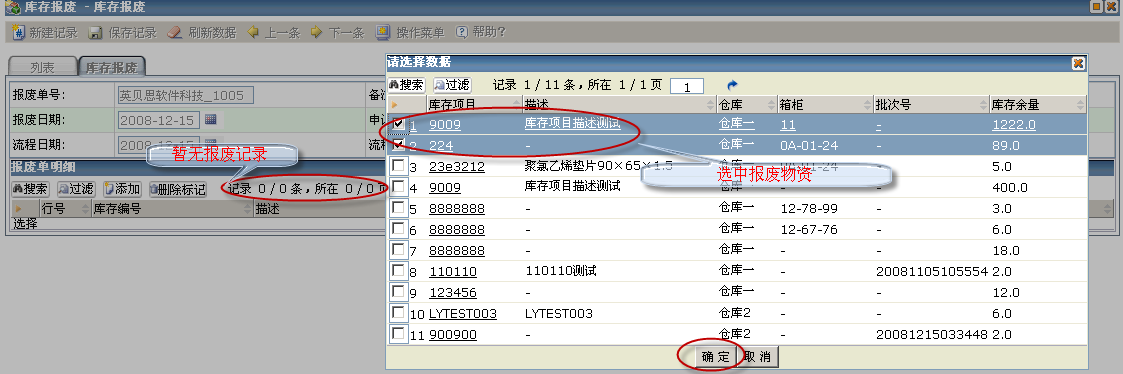 库存报废
新建记录 保存记录 刷新数据 上一条 下一条 操作菜单 帮助?
列表 库存报废
报废单号: 英贝思软件科技_1005 备
报废日期: 2008-12-15 申
流程日期: 2008-12-15 流
暂无报废记录
报废单明细
搜索 过滤 添加 删除标记 记录 0 / 0 条，所在 0 / 0
行号 库存编号 描述
选择
请选择数据
搜索 过滤 记录 1 / 11 条，所在 1 / 1 页 1
库存项目 描述 仓库 箱柜 批次号 库存余量
1 9009 库存项目描述测试 仓库一 11 - 1222.0
2 224 - 仓库一 0A-01-24 - 89.0
3 23e3212 聚氯乙烯垫片90×65×1.5 仓库一 0A-01-24 - 5.0
选中报废物资
4 9009 库存项目描述测试 仓库一 - - 400.0
5 8888888 - 仓库一 12-78-99 - 3.0
6 8888888 - 仓库一 12-67-76 - 6.0
7 8888888 - 仓库一 - - 18.0
8 110110 110110测试 仓库一 - 20081105105554 2.0
9 123456 - 仓库一 - - 12.0
10 LYTEST003 LYTEST003 仓库2 - - 6.0
11 900900 - 仓库2 - 20081215033448 2.0
确 定 取 消